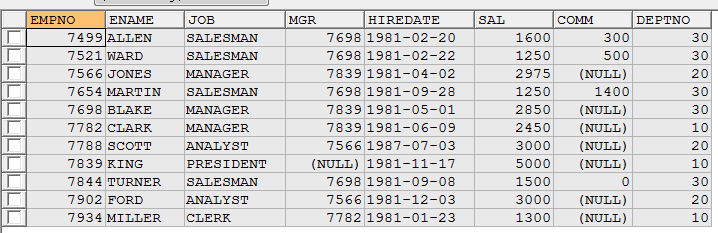 EMPNO ENAME JOB MGR HIREDATE SAL COMM DEPTNO
7499 ALLEN SALESMAN 7698 1981-02-20 1600 300 30
7521 WARD SALESMAN 7698 1981-02-22 1250 500 30
7566 JONES MANAGER 7839 1981-04-02 2975 (NULL) 20
7654 MARTIN SALESMAN 7698 1981-09-28 1250 1400 30
7698 BLAKE MANAGER 7839 1981-05-01 2850 (NULL) 30
7782 CLARK MANAGER 7839 1981-06-09 2450 (NULL) 10
7788 SCOTT ANALYST 7566 1987-07-03 3000 (NULL) 20
7839 KING PRESIDENT (NULL) 1981-11-17 5000 (NULL) 10
7844 TURNER SALESMAN 7698 1981-09-08 1500 0 30
7902 FORD ANALYST 7566 1981-12-03 3000 (NULL) 20
7934 MILLER CLERK 7782 1981-01-23 1300 (NULL) 10